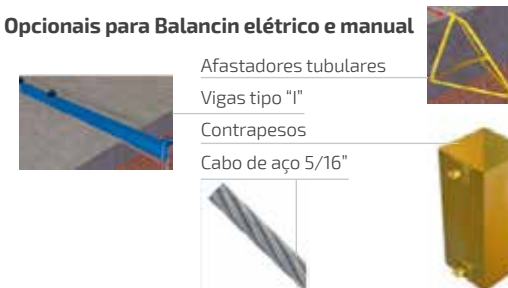 Opcionais para Balancin elétrico e manual
Afastadores tubulares
Vigas tipo “I”
Contrapesos
Cabo de aço 5/16”